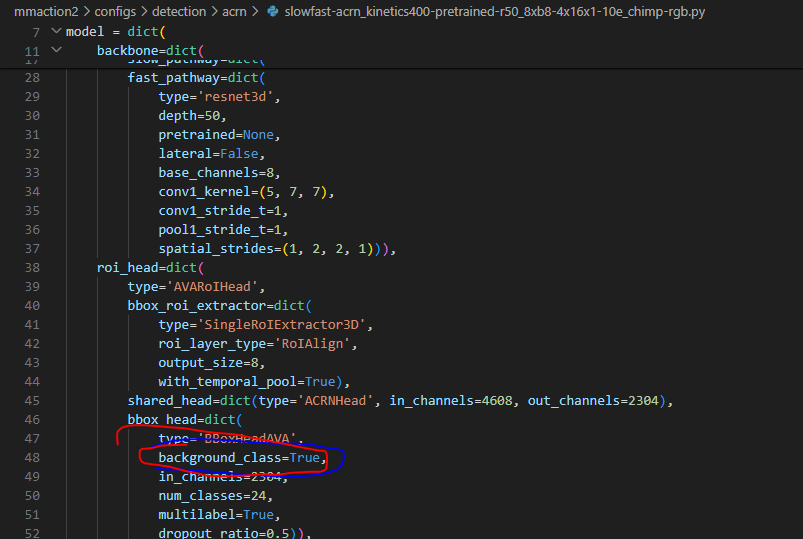 mmaction2 > configs > detection > acrn > slowfast-acrn_kinetics400-pretrained-r50_8xb8-4x16x1-10e_chimp-rgb.py
7 model = dict(
11 backbone=dict(
17 slow_pathway=dict(
28 fast_pathway=dict(
29 type='resnet3d',
30 depth=50,
31 pretrained=None,
32 lateral=False,
33 base_channels=8,
34 conv1_kernel=(5, 7, 7),
35 conv1_stride_t=1,
36 pool1_stride_t=1,
37 spatial_strides=(1, 2, 2, 1))),
38 roi_head=dict(
39 type='AVARoIHead',
40 bbox_roi_extractor=dict(
41 type='SingleRoIExtractor3D',
42 roi_layer_type='RoIAlign',
43 output_size=8,
44 with_temporal_pool=True),
45 shared_head=dict(type='ACRNHead', in_channels=4608, out_channels=2304),
46 bbox_head=dict(
47 type='BBoxHeadAVA',
48 background_class=True,
49 in_channels=2304,
50 num_classes=24,
51 multilabel=True,
52 dropout_ratio=0.5)),